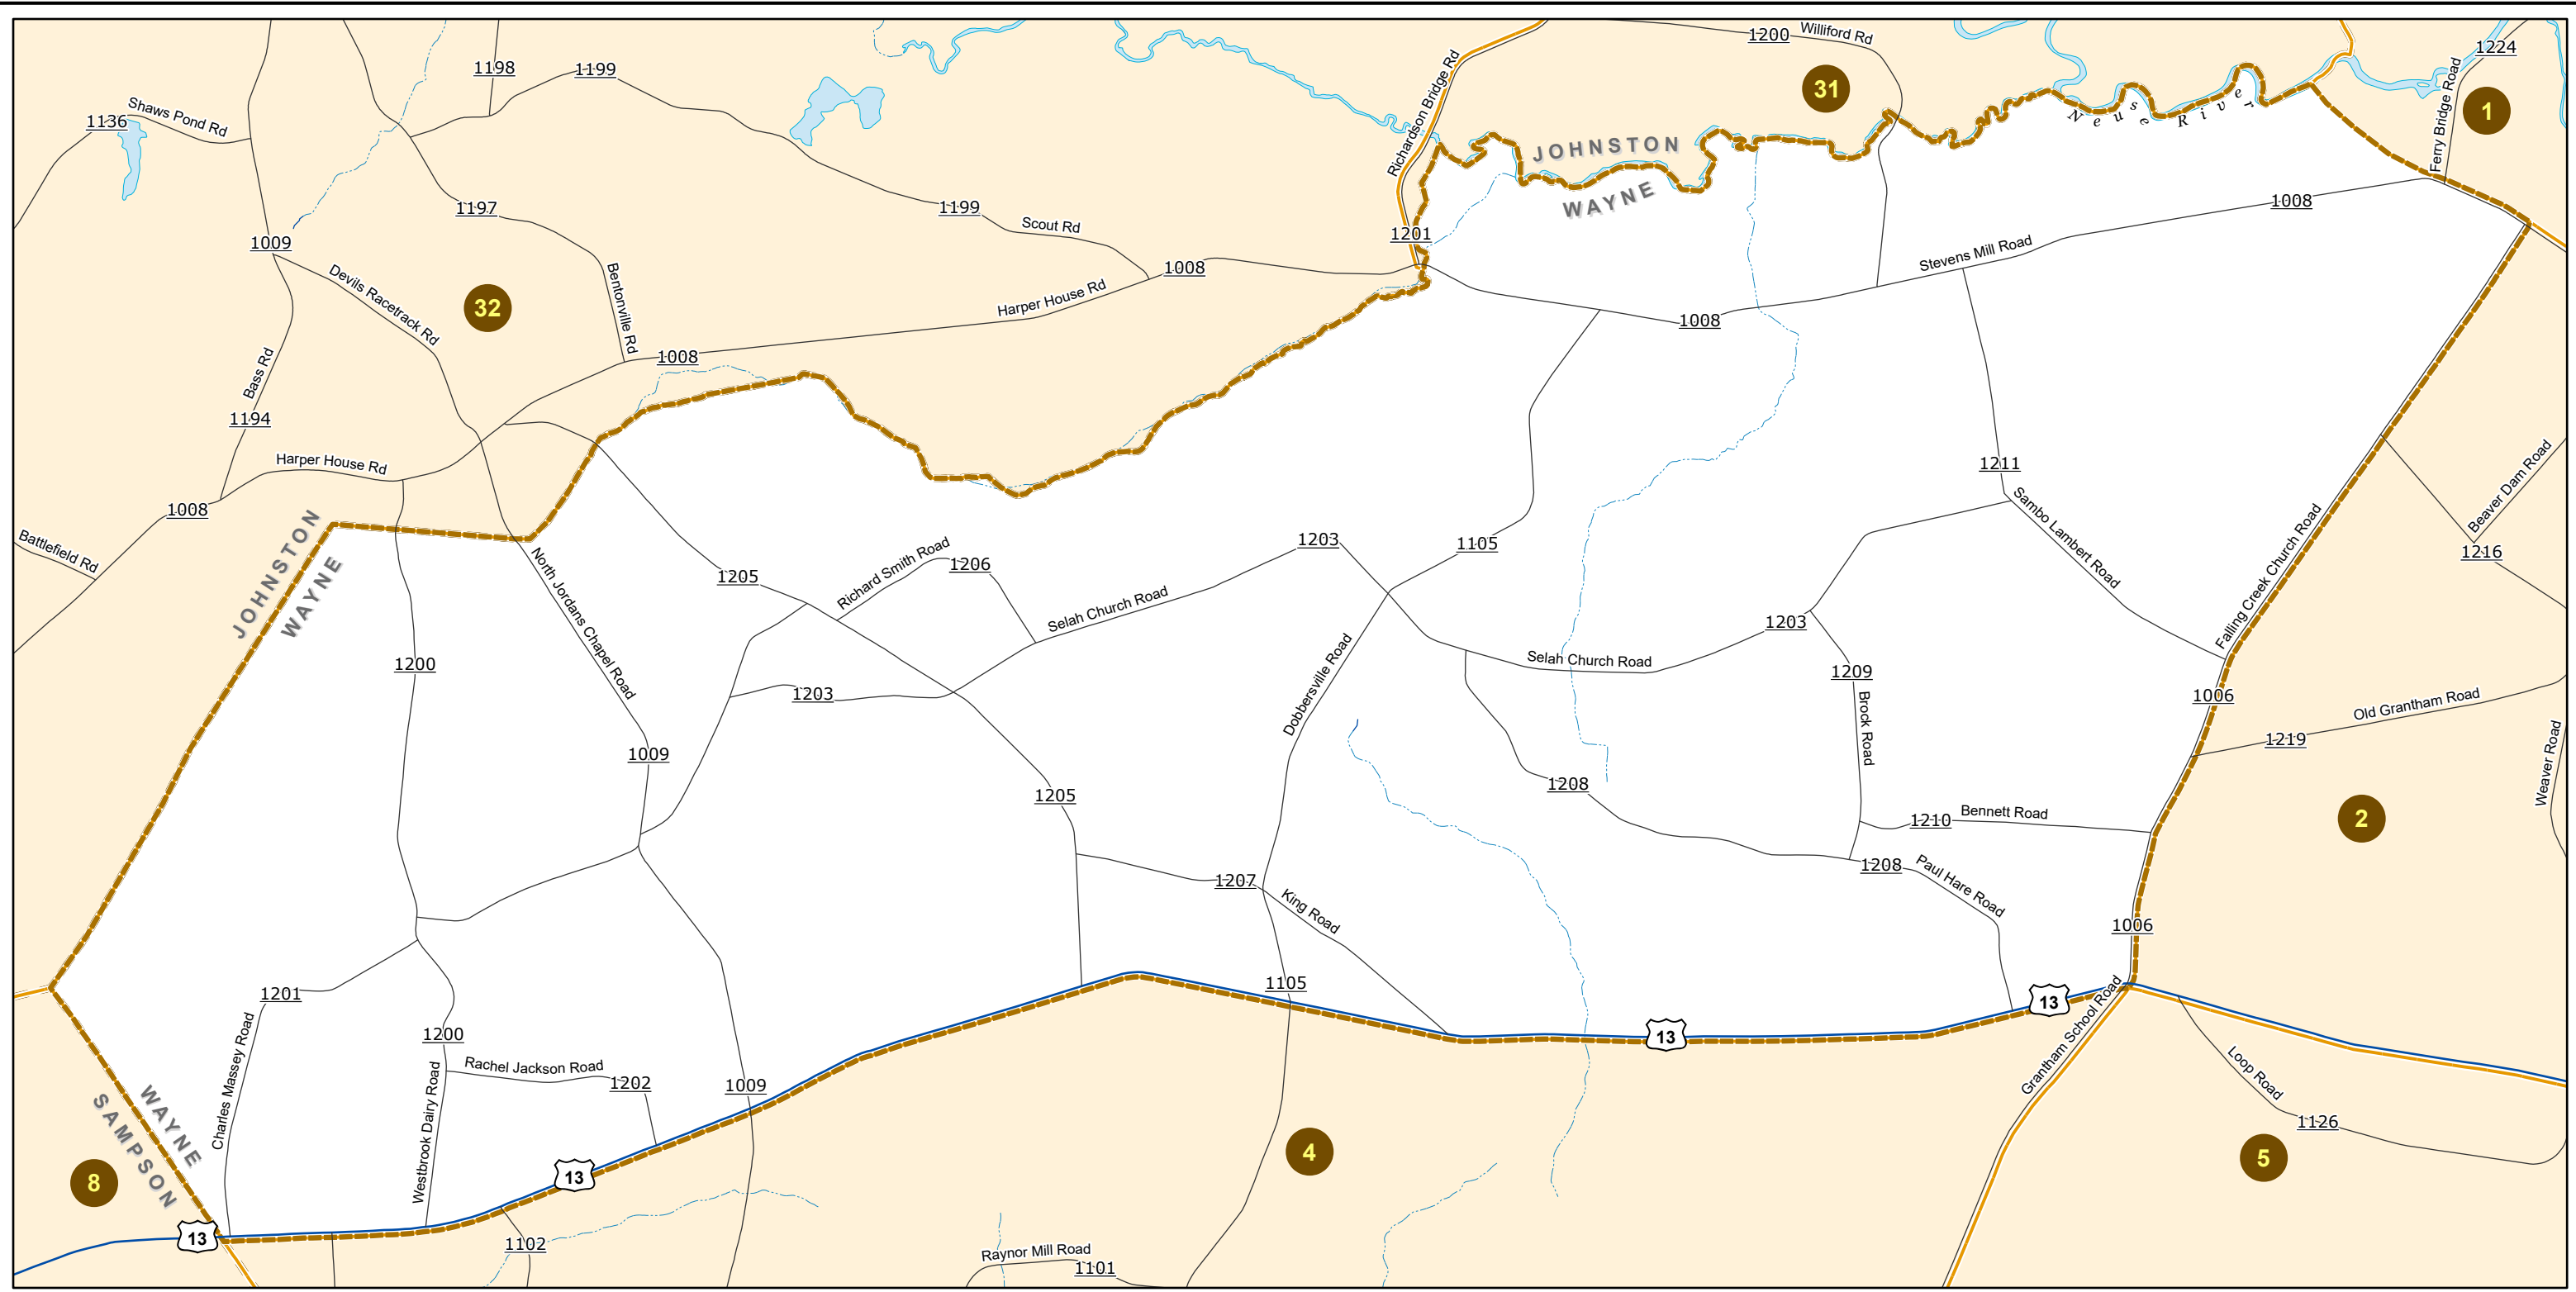 1200
Williford Rd
1224
1198
1199
Richardson Bridge Rd
31
1
Shaws Pond Rd
1136
Neuse River
Ferry Bridge Road
JOHNSTON
WAYNE
1197
1199
Scout Rd
1008
1201
1009
Stevens Mill Road
1008
Devils Racetrack Rd
32
Bentonville Rd
Harper House Rd
1008
1008
1008
Bass Rd
1194
Harper House Rd
1211
Beaver Dam Road
1008
Sambo Lambert Road
Falling Creek Church Road
JOHNSTON
WAYNE
Battlefield Rd
North Jordans Chapel Road
1203
1105
1216
Richard Smith Road
1206
1205
Selah Church Road
1203
Dobbersville Road
1200
Selah Church Road
1209
1203
1006
Old Grantham Road
1219
Brock Road
Weaver Road
1009
1208
1205
1210
Bennett Road
2
1208
Paul Hare Road
1207
King Road
1006
1105
1201
13
Grantham School Road
Charles Massey Road
1200
13
Loop Road
Rachel Jackson Road
1202
1009
Westbrook Dairy Road
WAYNE
SAMPSON
1126
4
5
8
13
13
1102
Raynor Mill Road
1101